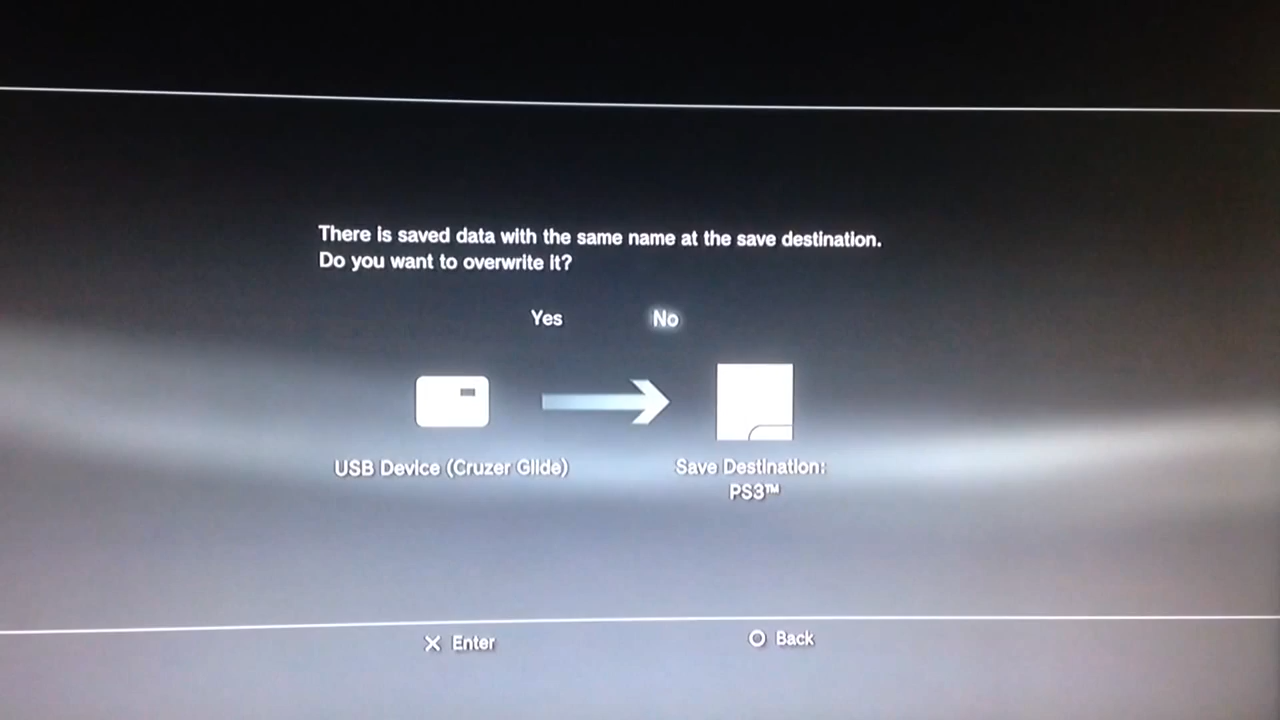 There is saved data with the same name at the save destination.
Do you want to overwrite it?
Yes No
USB Device (Cruzer Glide)
Save Destination:
PS3™
X Enter
O Back